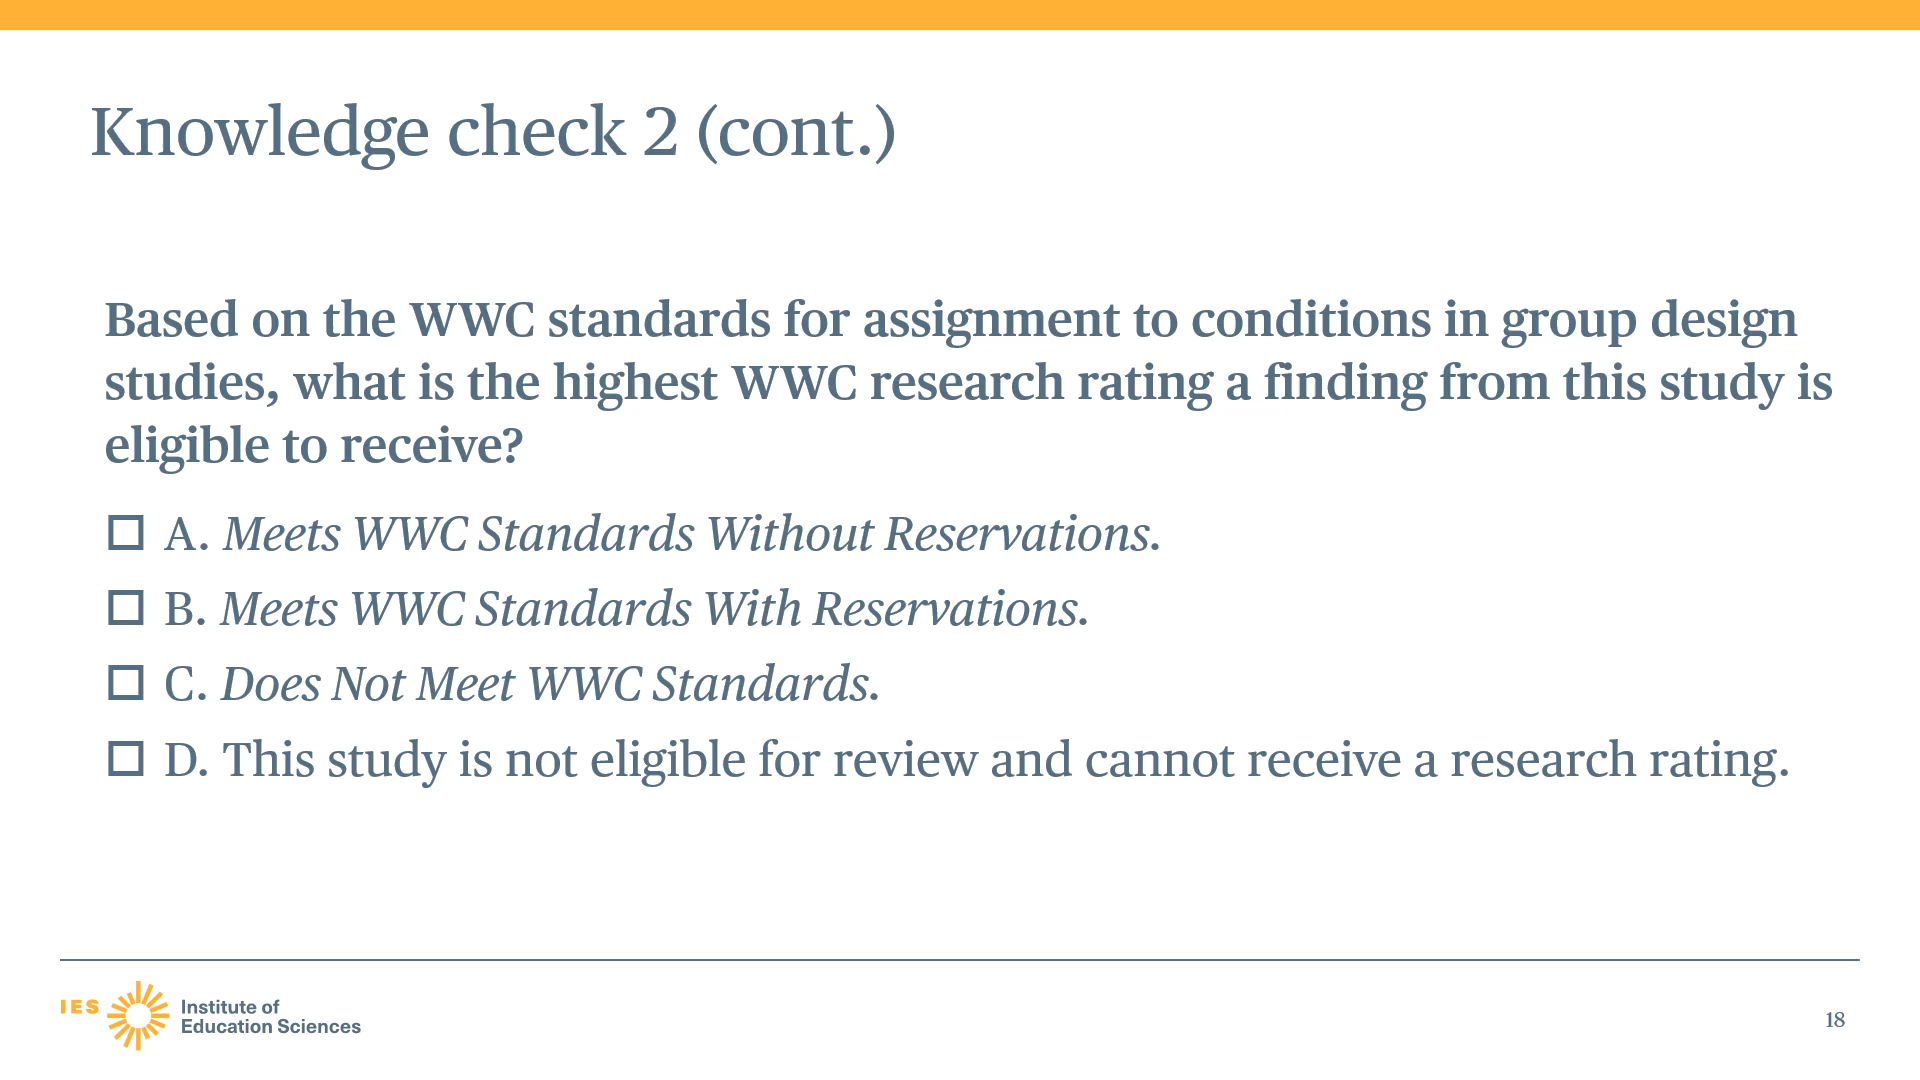 Knowledge check 2 (cont.)
Based on the WWC standards for assignment to conditions in group design
studies, what is the highest WWC research rating a finding from this study is
eligible to receive?
☐ A. Meets WWC Standards Without Reservations.
☐ B. Meets WWC Standards With Reservations.
☐ C. Does Not Meet WWC Standards.
☐ D. This study is not eligible for review and cannot receive a research rating.
IES
Institute of
Education Sciences
18